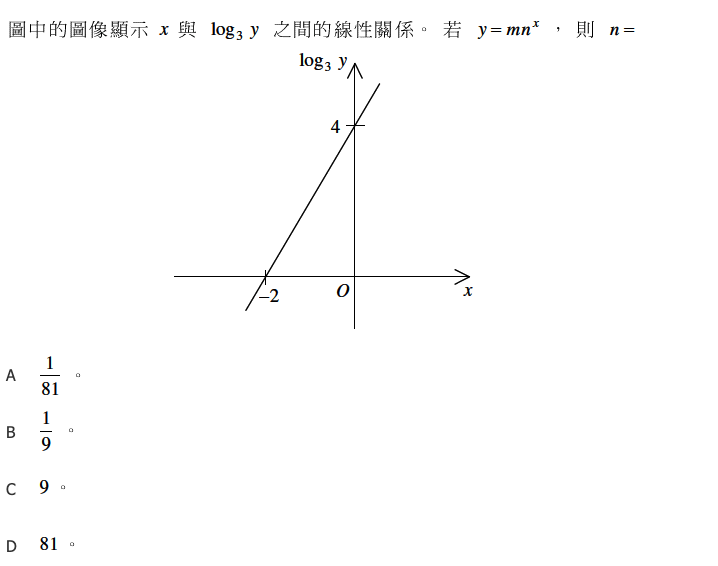 圖中的圖像顯示 x 與 log₃ y 之間的線性關係。 若 y=mnˣ ， 則 n=
log₃ y
4
−2
O
x
A 1/81 。
B 1/9 。
C 9 。
D 81 。